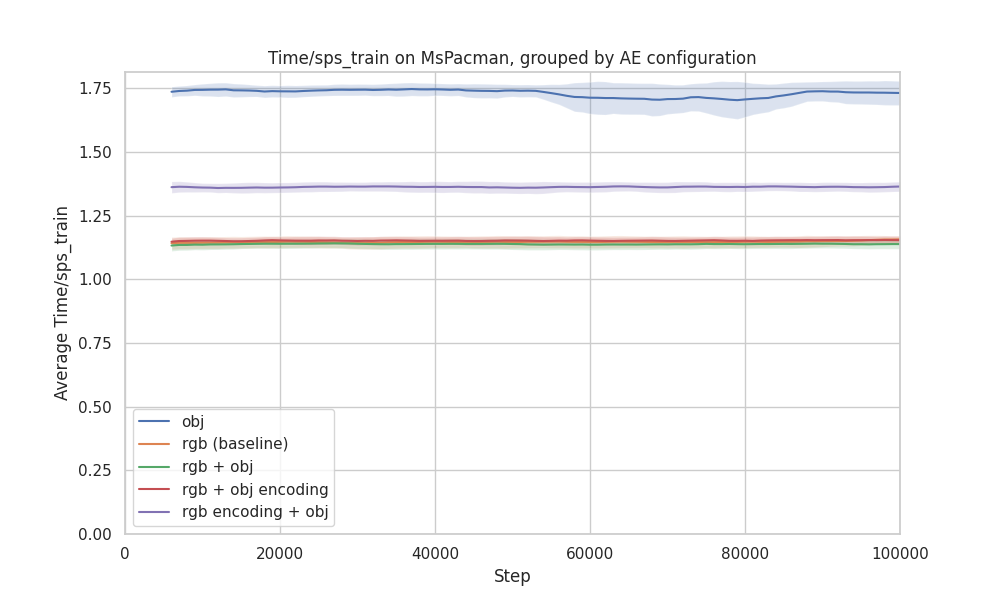 Time/sps_train on MsPacman, grouped by AE configuration
Average Time/sps_train
1.75
1.50
1.25
1.00
0.75
0.50
0.25
0.00
obj
rgb (baseline)
rgb + obj
rgb + obj encoding
rgb encoding + obj
0 20000 40000 60000 80000 100000
Step